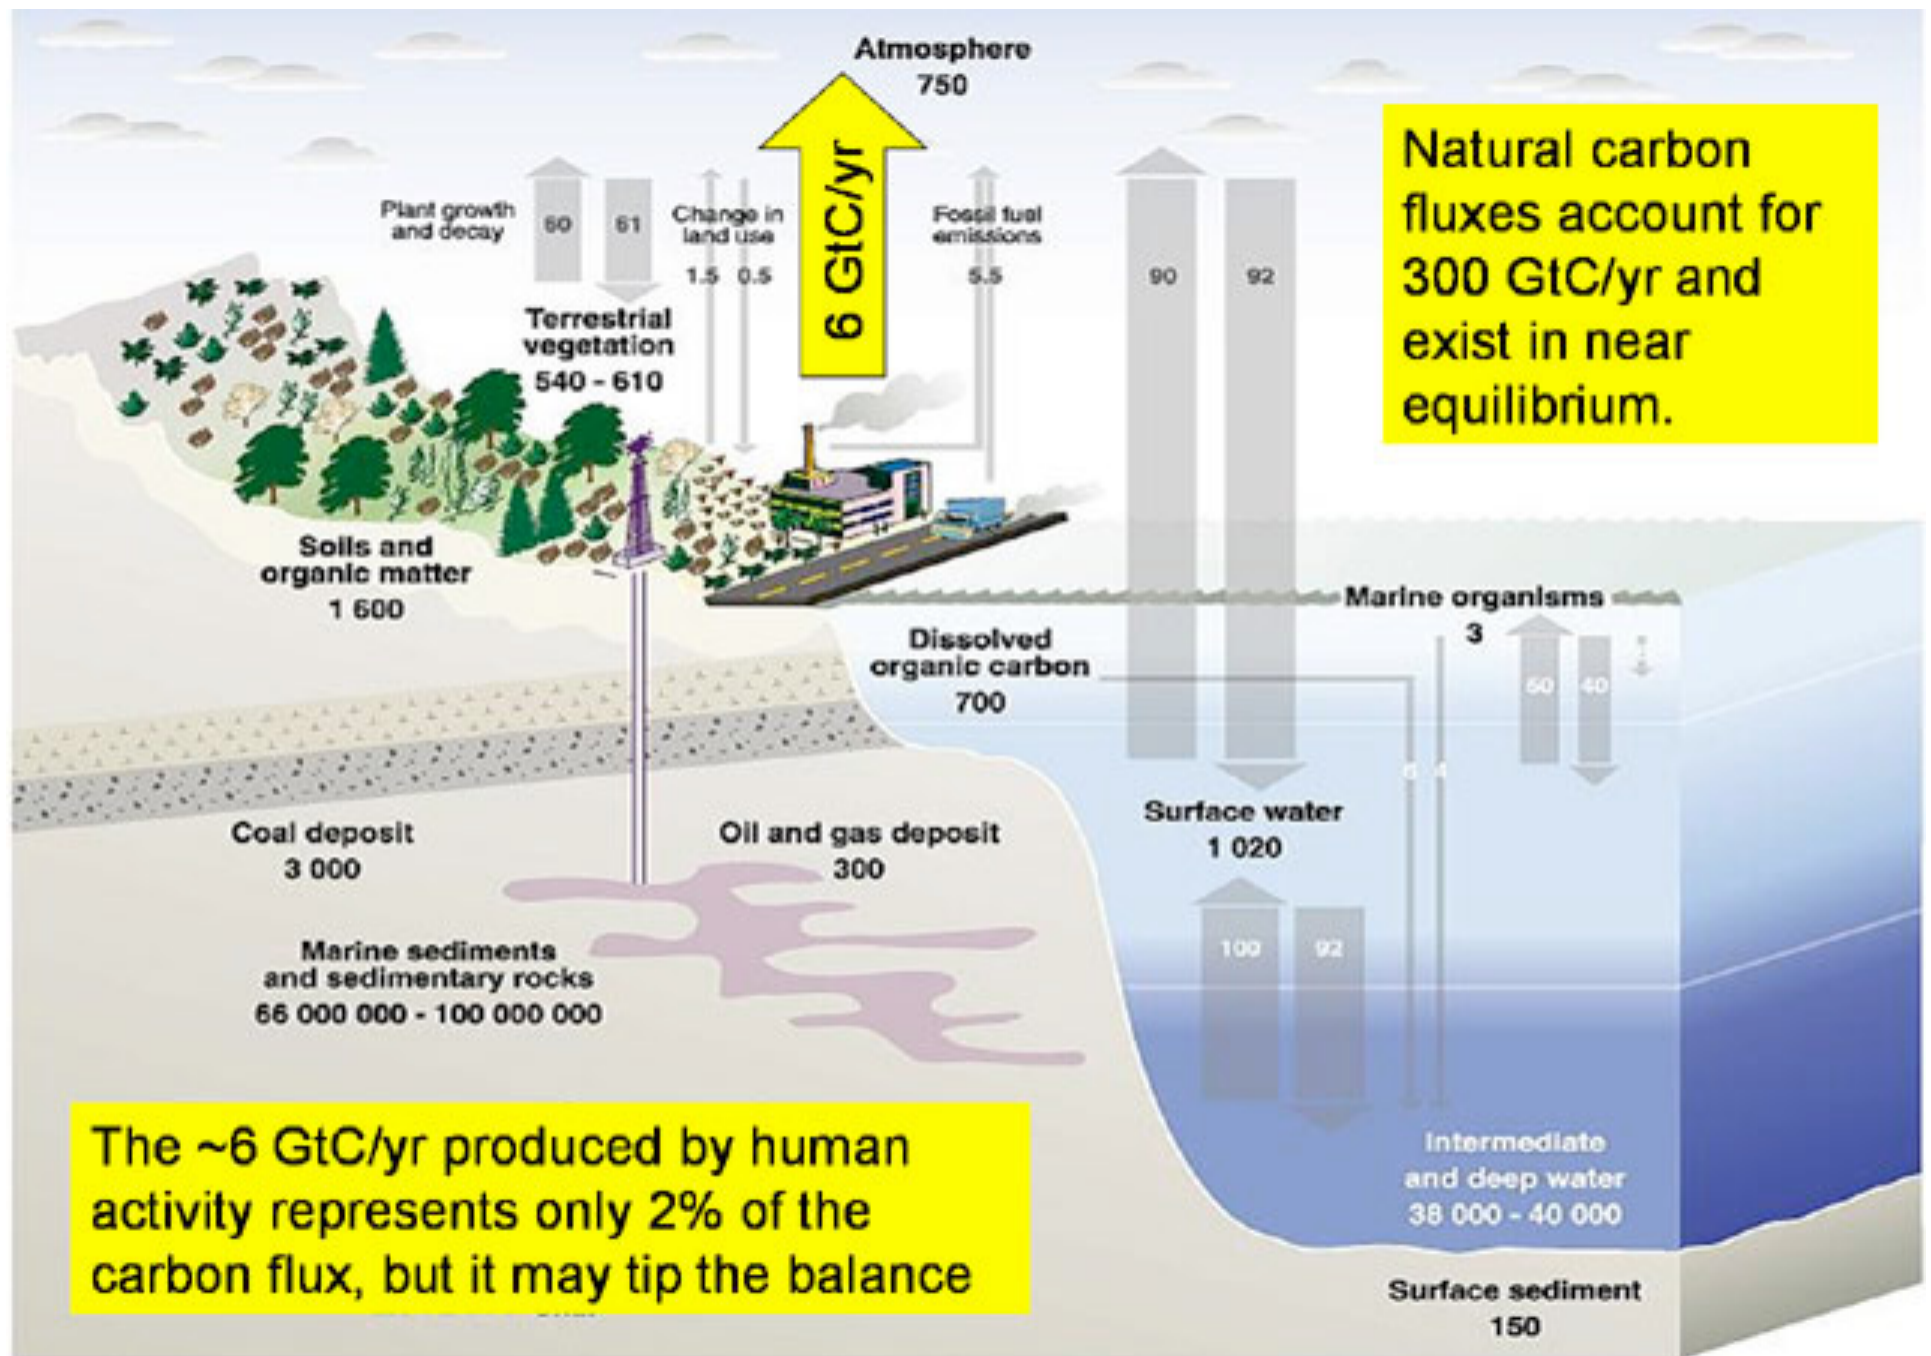 Atmosphere
750
6 GtC/yr
Natural carbon
fluxes account for
300 GtC/yr and
exist in near
equilibrium.
Plant growth
and decay
60
61
Change in
land use
1.5 0.5
Fossil fuel
emissions
5.5
90
92
Terrestrial
vegetation
540 - 610
Soils and
organic matter
1 600
Marine organisms
3
50
40
Dissolved
organic carbon
700
6
4
Surface water
1 020
Coal deposit
3 000
Oil and gas deposit
300
100
92
Marine sediments
and sedimentary rocks
66 000 000 - 100 000 000
Intermediate
and deep water
38 000 - 40 000
The ~6 GtC/yr produced by human
activity represents only 2% of the
carbon flux, but it may tip the balance
Surface sediment
150